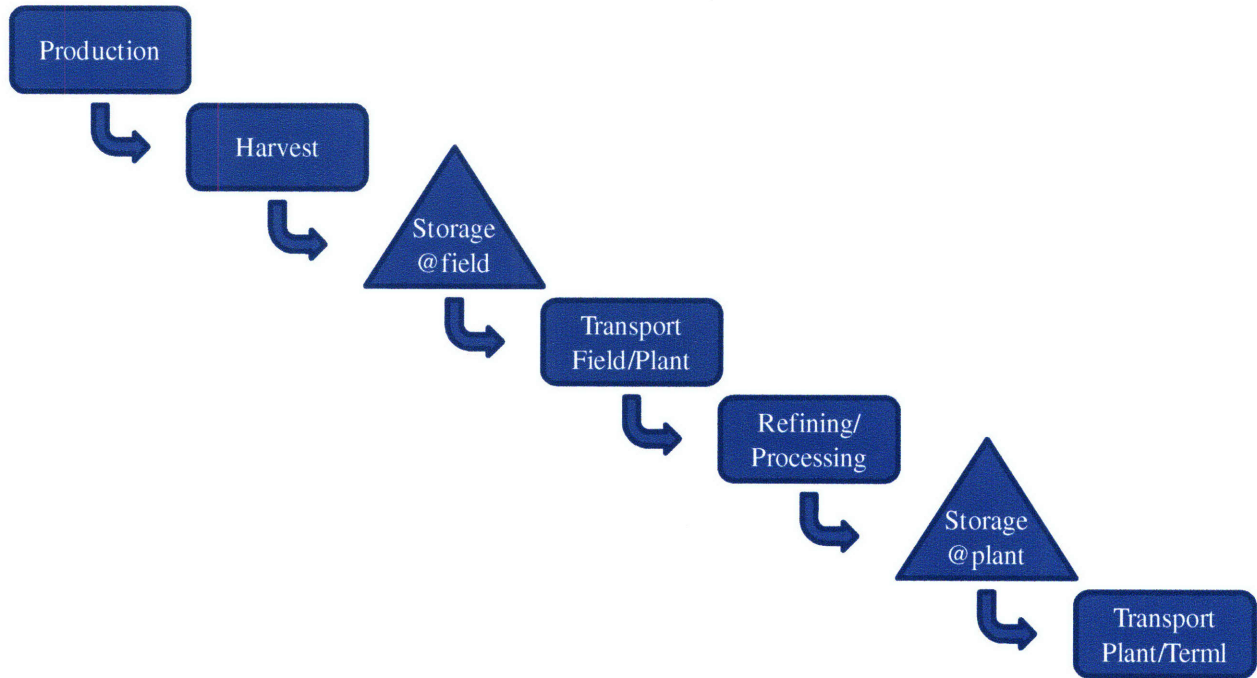 Production
Harvest
Storage
@field
Transport
Field/Plant
Refining/
Processing
Storage
@plant
Transport
Plant/Terml